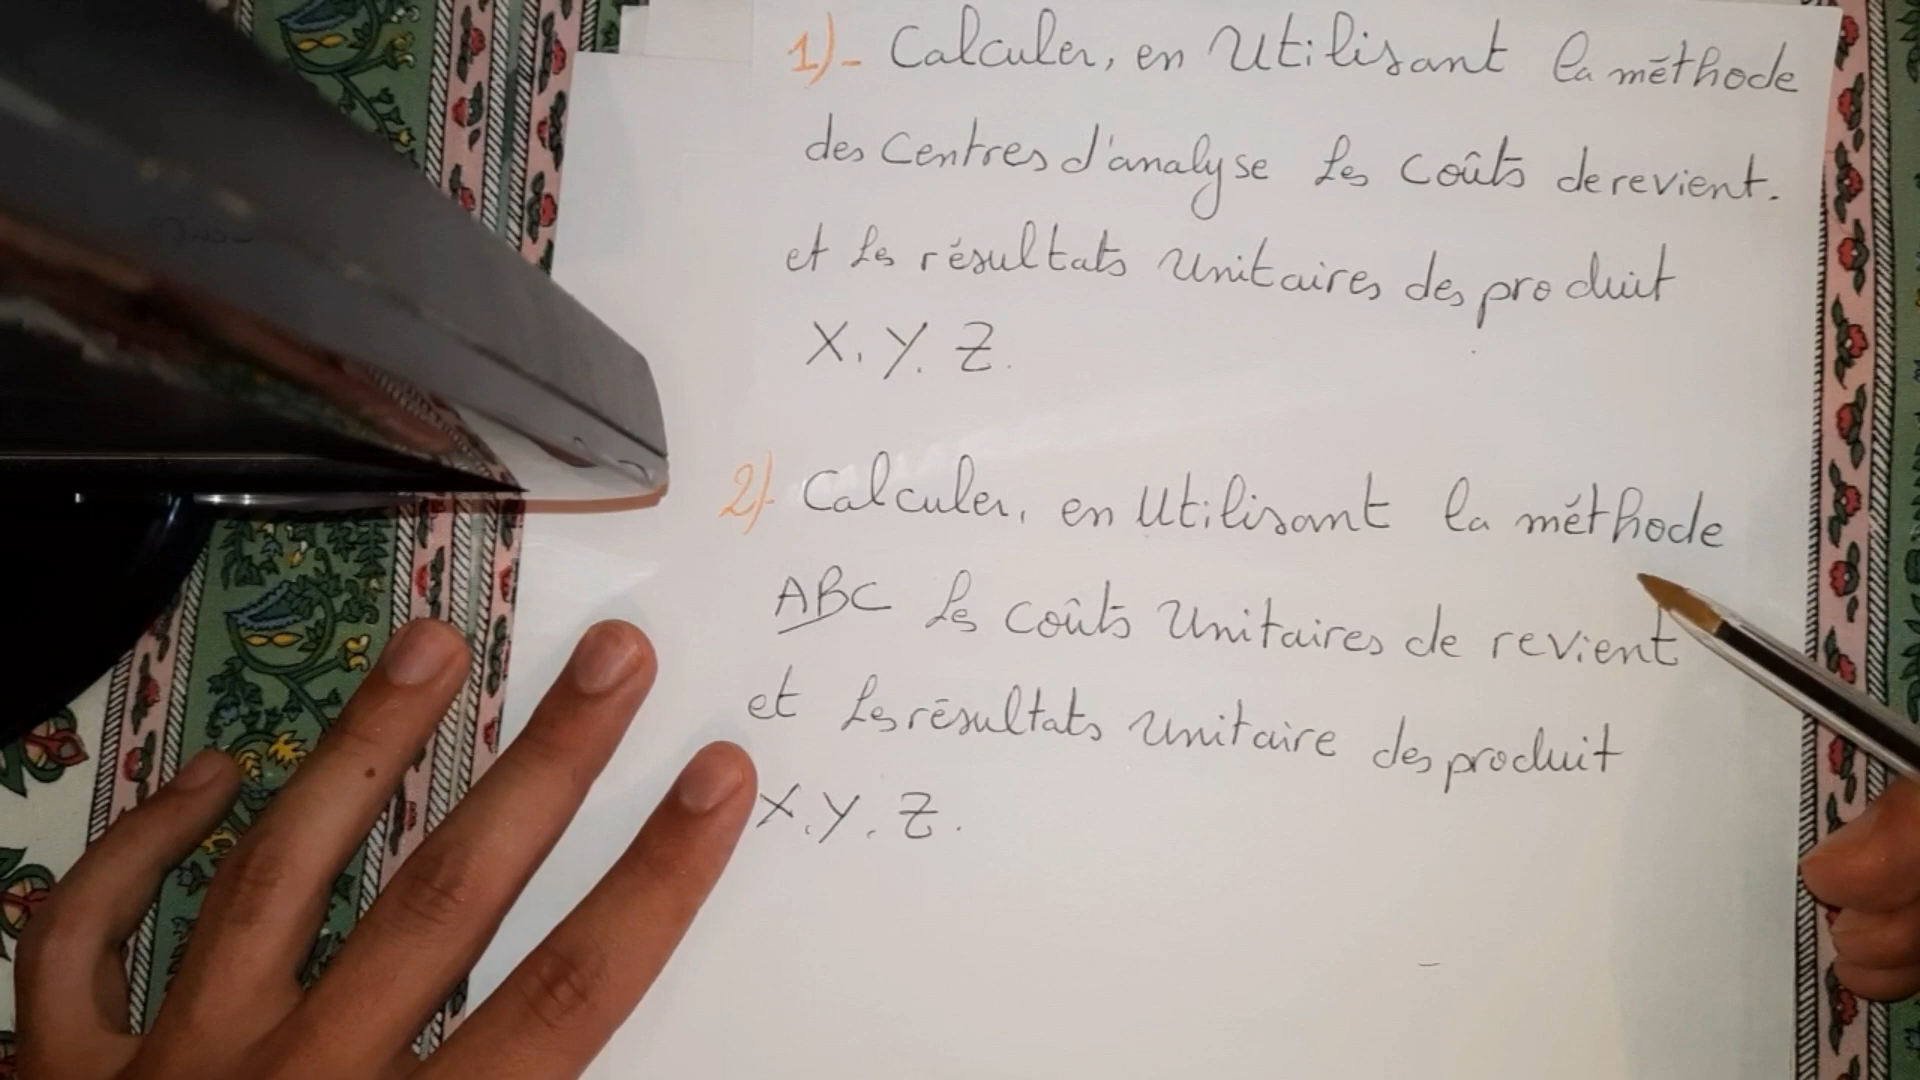 1)- Calculer, en Utilisant la méthode
des Centres d'analyse les Coûts de revient.
et les résultats unitaires des produit
X. Y. Z.
2)- Calculer, en Utilisant la méthode
ABC les coûts Unitaires de revient
et les résultats unitaire des produit
X. Y. Z.